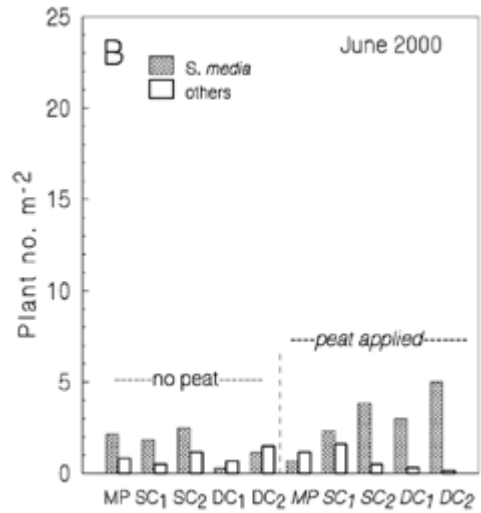 B
June 2000
S. media
others
Plant no. m-2
25
20
15
10
5
0
no peat
peat applied
MP SC1 SC2 DC1 DC2 MP SC1 SC2 DC1 DC2